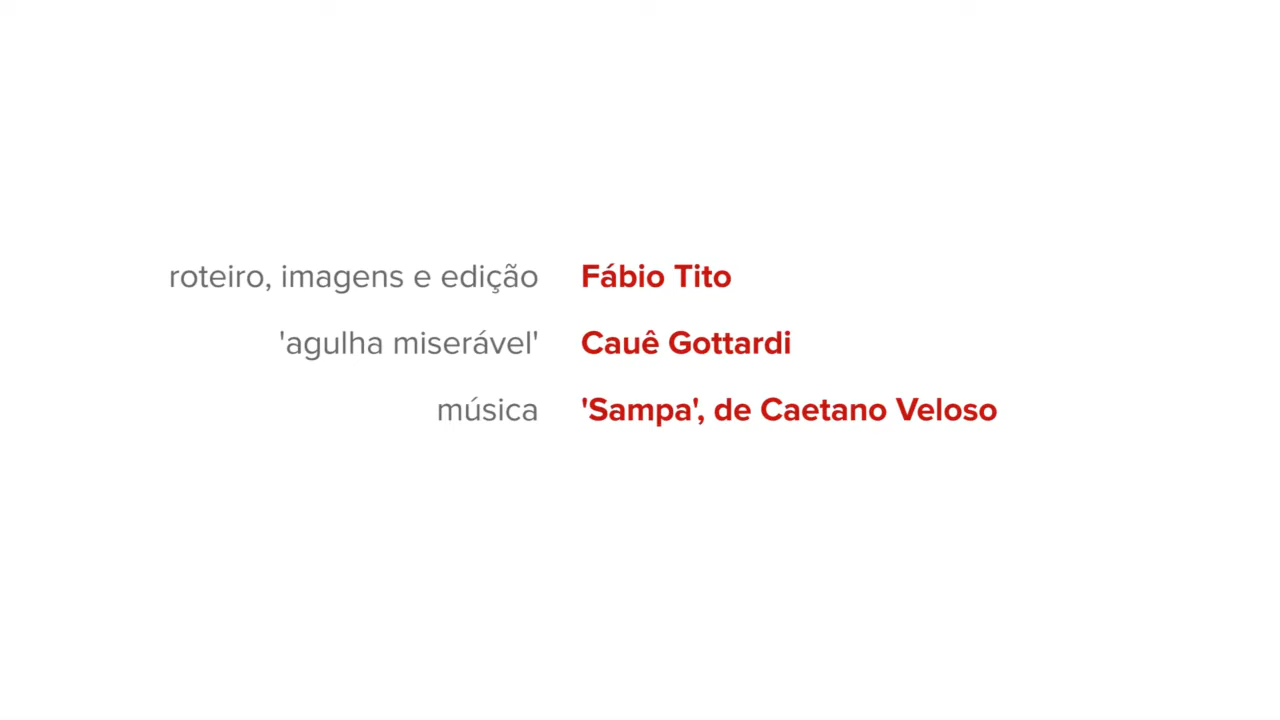 roteiro, imagens e edição Fábio Tito
'agulha miserável' Cauê Gottardi
música 'Sampa', de Caetano Veloso